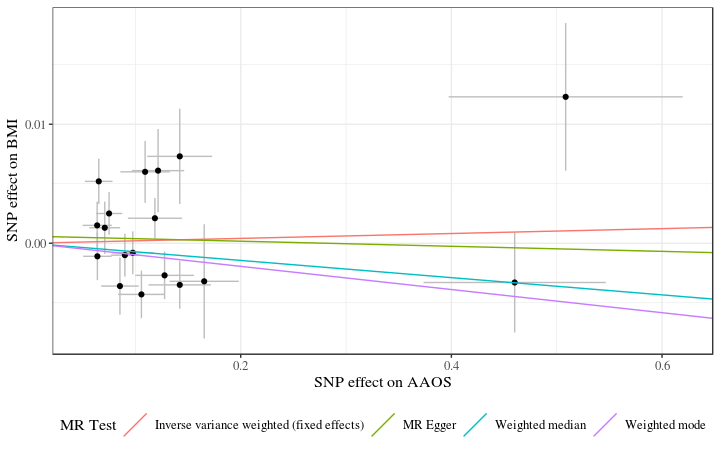 SNP effect on BMI
0.01
0.00
0.2 0.4 0.6
SNP effect on AAOS
MR Test Inverse variance weighted (fixed effects) MR Egger Weighted median Weighted mode